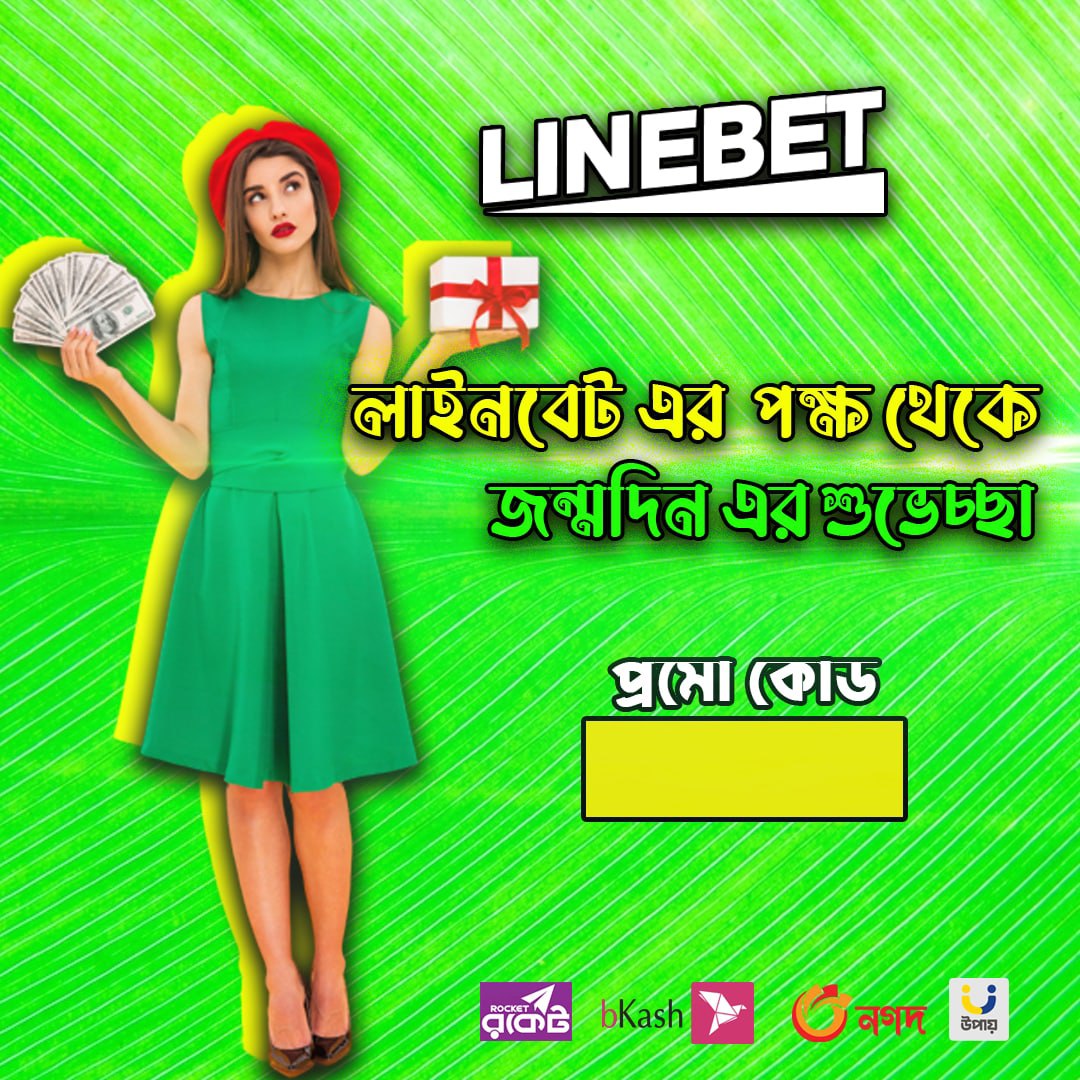 LINEBET
লাইনবেট এর পক্ষ থেকে
জন্মদিন এর শুভেচ্ছা
প্রমো কোড
ROCKET
রকেট
bKash
নগদ
উপায়